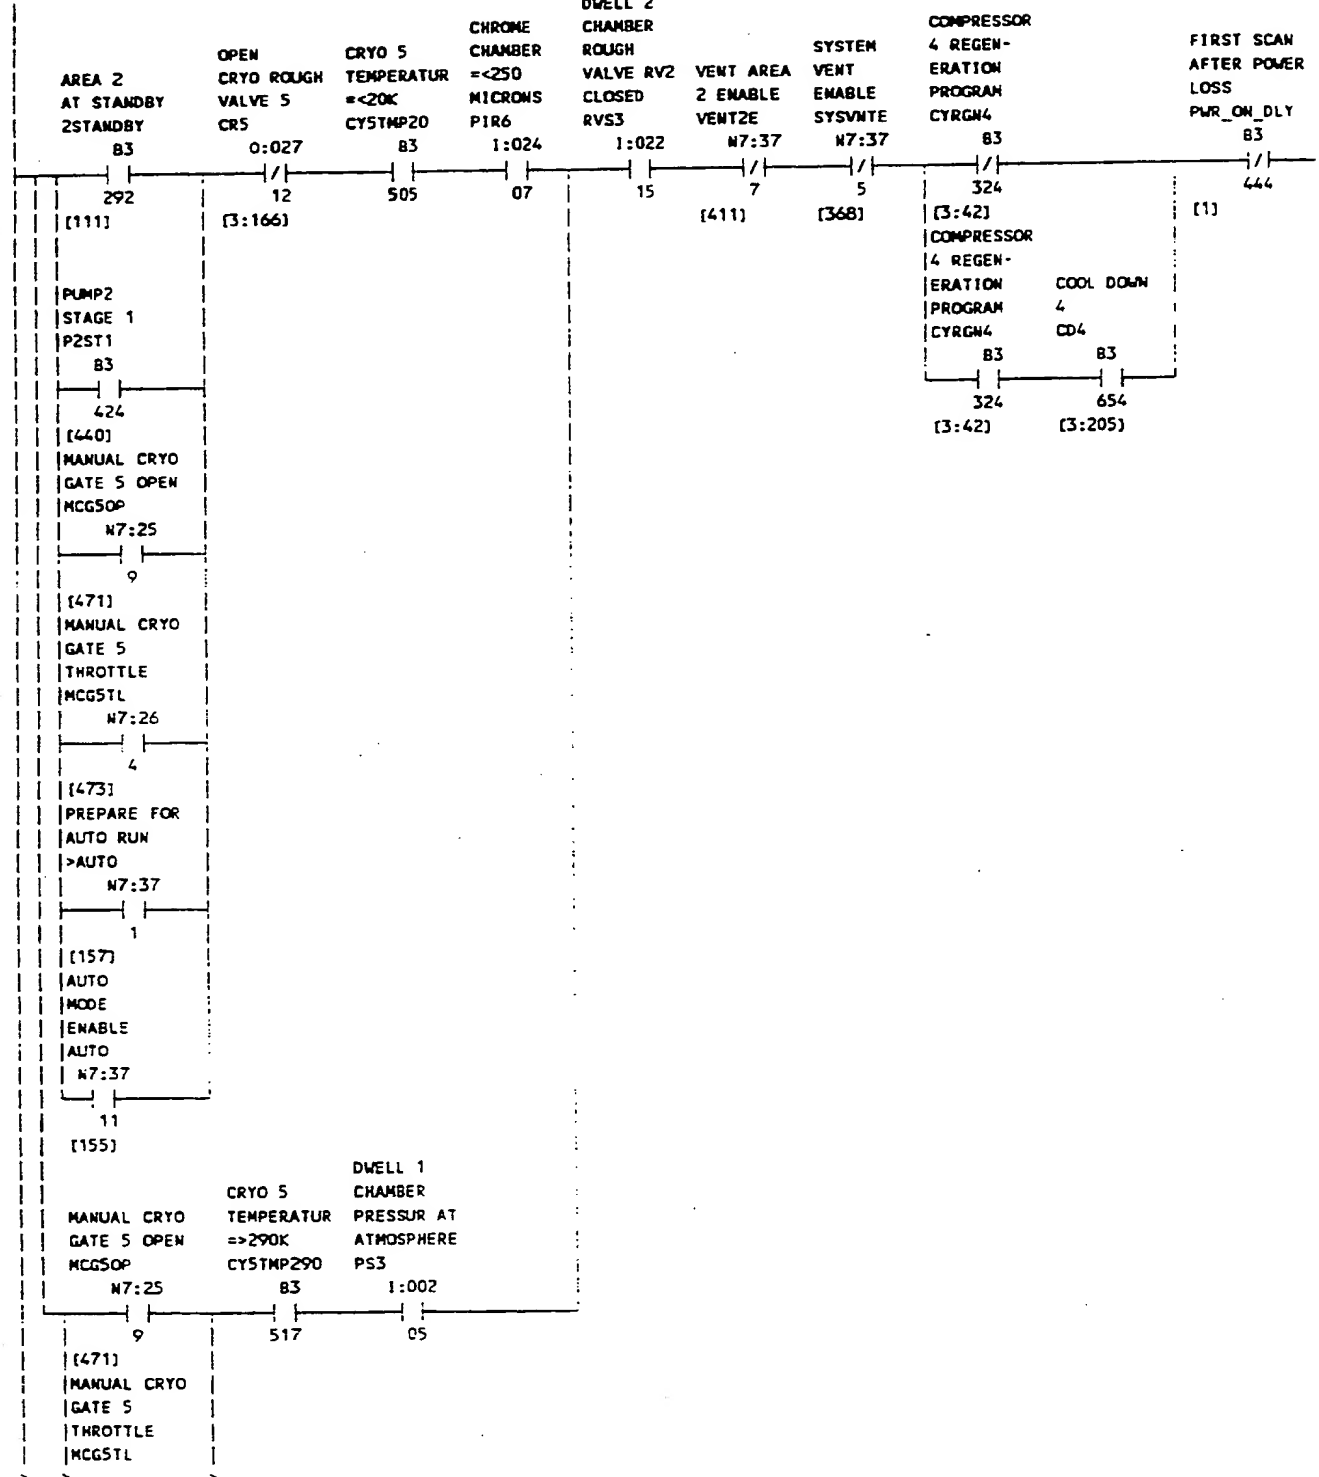 DWELL 2
CHROME CHAMBER COMPRESSOR
OPEN CRYO 5 CHAMBER ROUGH SYSTEM 4 REGEN- FIRST SCAN
AREA 2 CRYO ROUGH TEMPERATUR =<250 VALVE RV2 VENT AREA VENT ERATION AFTER POWER
AT STANDBY VALVE 5 =<20K MICRONS CLOSED 2 ENABLE ENABLE PROGRAM LOSS
2STANDBY CR5 CY5TMP20 PIR6 RVS3 VENT2E SYSVNTE CYRGN4 PWR_ON_DLY
B3 O:027 B3 I:024 I:022 N7:37 N7:37 B3 B3
292 12 505 07 15 7 5 324 444
[111] [3:166] [411] [368] [3:42] [1]
COMPRESSOR
4 REGEN-
PUMP2 ERATION COOL DOWN
STAGE 1 PROGRAM 4
P2ST1 CYRGN4 CD4
B3 B3 B3
424 324 654
[440] [3:42] [3:205]
MANUAL CRYO
GATE 5 OPEN
MCG5OP
N7:25
9
[471]
MANUAL CRYO
GATE 5
THROTTLE
MCG5TL
N7:26
4
[473]
PREPARE FOR
AUTO RUN
>AUTO
N7:37
1
[157]
AUTO
MODE
ENABLE
AUTO
N7:37
11
[155]
DWELL 1
CRYO 5 CHAMBER
MANUAL CRYO TEMPERATUR PRESSUR AT
GATE 5 OPEN =>290K ATMOSPHERE
MCG5OP CY5TMP290 PS3
N7:25 B3 I:002
9 517 05
[471]
MANUAL CRYO
GATE 5
THROTTLE
MCG5TL